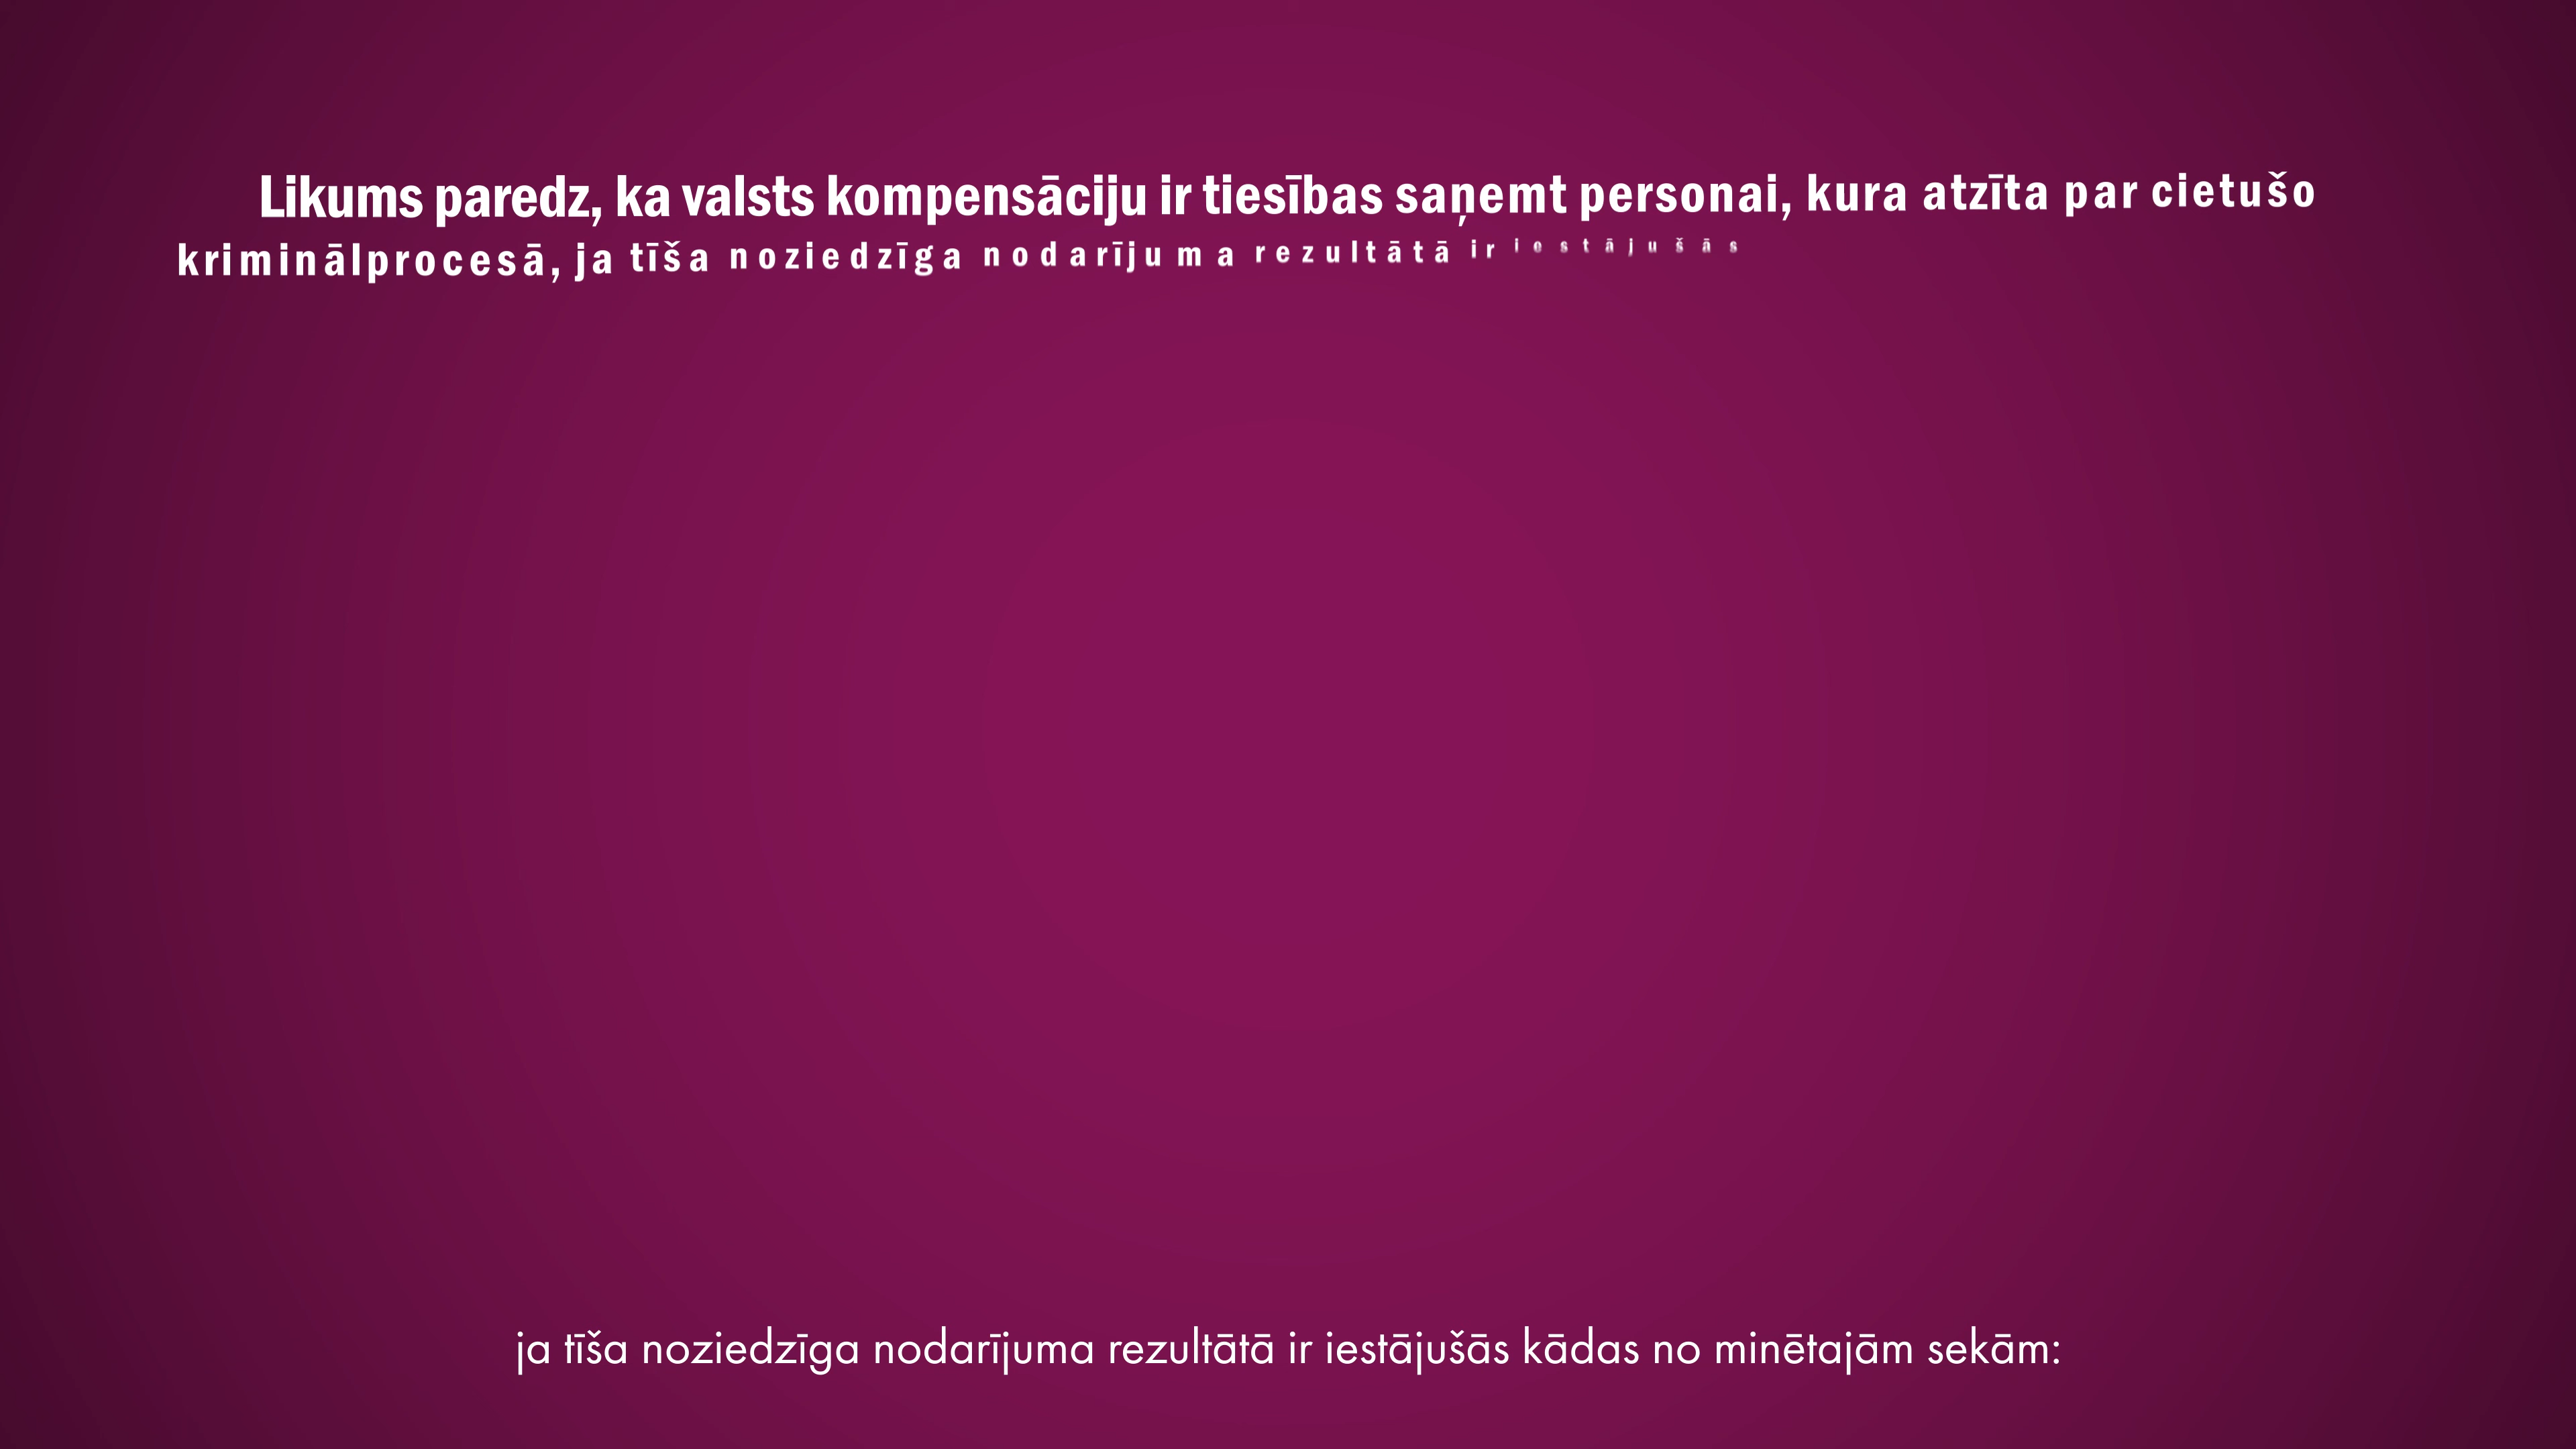 Likums paredz, ka valsts kompensāciju ir tiesības saņemt personai, kura atzīta par cietušo
kriminālprocesā, ja tīša noziedzīga nodarījuma rezultātā ir iestājušās
ja tīša noziedzīga nodarījuma rezultātā ir iestājušās kādas no minētajām sekām: